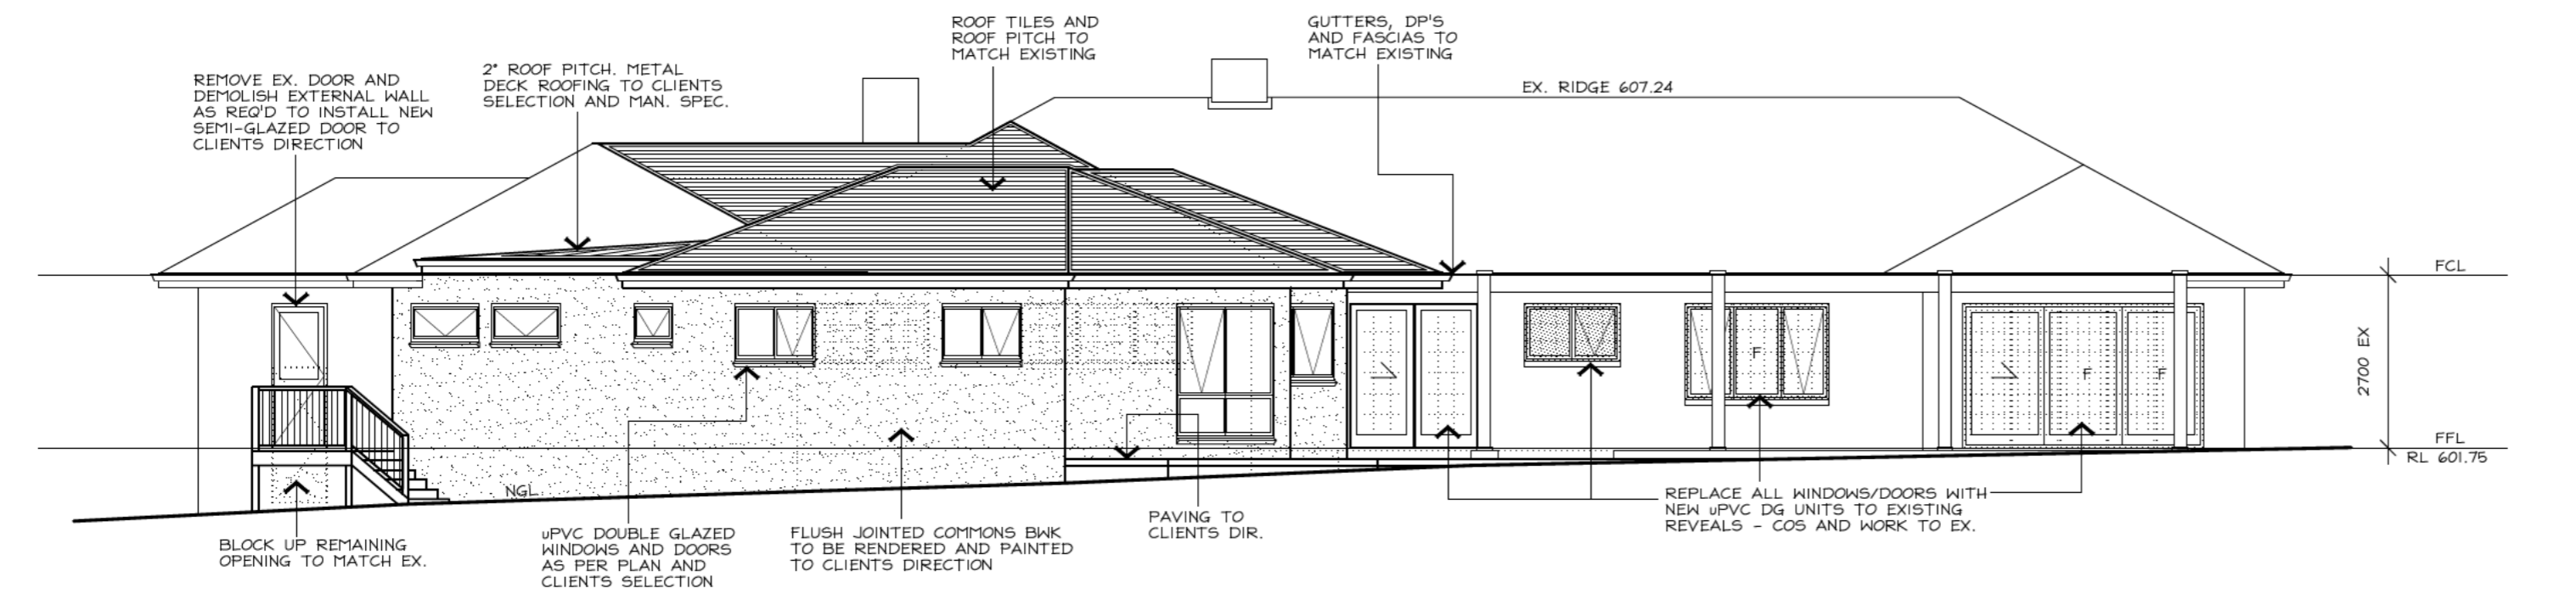 ROOF TILES AND
ROOF PITCH TO
MATCH EXISTING
GUTTERS, DP'S
AND FASCIAS TO
MATCH EXISTING
REMOVE EX. DOOR AND
DEMOLISH EXTERNAL WALL
AS REQ'D TO INSTALL NEW
SEMI-GLAZED DOOR TO
CLIENTS DIRECTION
2° ROOF PITCH. METAL
DECK ROOFING TO CLIENTS
SELECTION AND MAN. SPEC.
EX. RIDGE 607.24
FCL
2700 EX
F
F
F
FFL
RL 601.75
NGL
BLOCK UP REMAINING
OPENING TO MATCH EX.
uPVC DOUBLE GLAZED
WINDOWS AND DOORS
AS PER PLAN AND
CLIENTS SELECTION
FLUSH JOINTED COMMONS BWK
TO BE RENDERED AND PAINTED
TO CLIENTS DIRECTION
PAVING TO
CLIENTS DIR.
REPLACE ALL WINDOWS/DOORS WITH
NEW uPVC DG UNITS TO EXISTING
REVEALS - COS AND WORK TO EX.